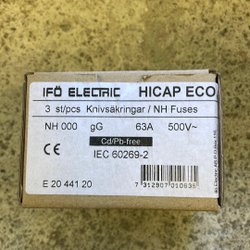 IFÖ ELECTRIC HICAP ECO
3 st/pcs Knivsäkringar / NH Fuses
NH 000 gG 63A 500V~
Cd/Pb-free
IEC 60269-2
E 20 441 20
7 312907 010635